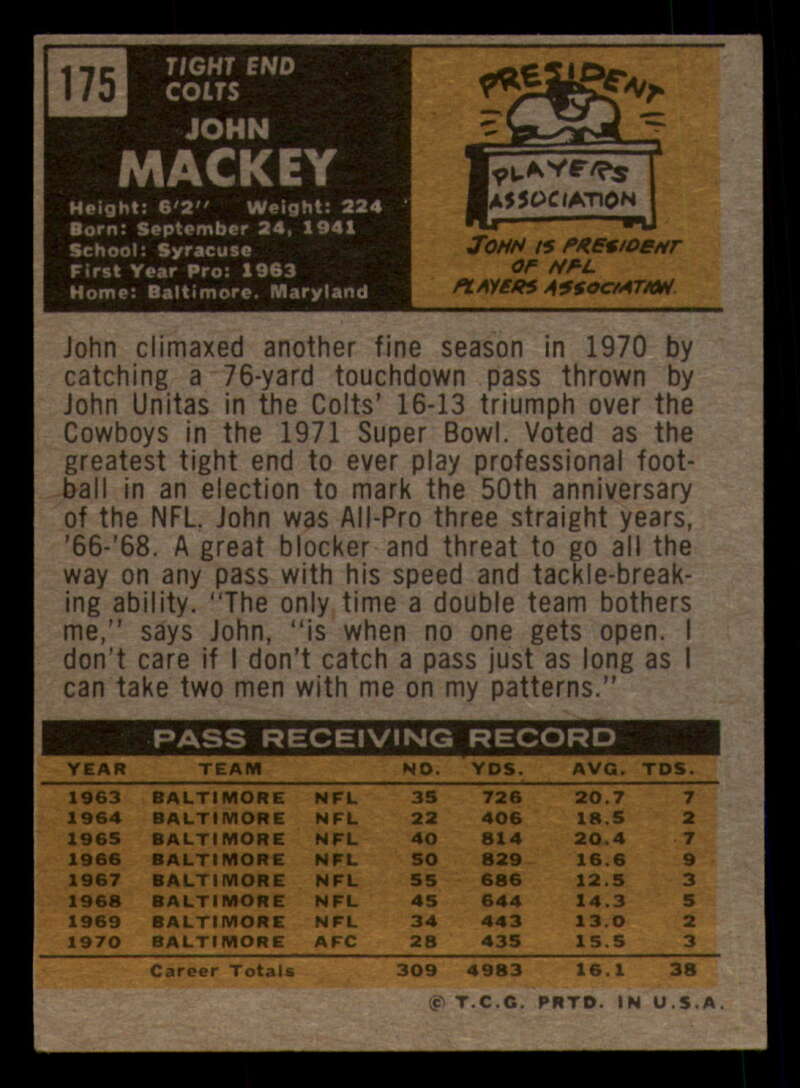 175
TIGHT END
COLTS
JOHN
MACKEY
Height: 6'2" Weight: 224
Born: September 24, 1941
School: Syracuse
First Year Pro: 1963
Home: Baltimore, Maryland
PRESIDENT
PLAYERS
ASSOCIATION
JOHN IS PRESIDENT
OF NFL
PLAYERS ASSOCIATION.
John climaxed another fine season in 1970 by
catching a 76-yard touchdown pass thrown by
John Unitas in the Colts' 16-13 triumph over the
Cowboys in the 1971 Super Bowl. Voted as the
greatest tight end to ever play professional foot-
ball in an election to mark the 50th anniversary
of the NFL. John was All-Pro three straight years,
'66-'68. A great blocker and threat to go all the
way on any pass with his speed and tackle-break-
ing ability. "The only time a double team bothers
me," says John, "is when no one gets open. I
don't care if I don't catch a pass just as long as I
can take two men with me on my patterns."
PASS RECEIVING RECORD
YEAR TEAM NO. YDS. AVG. TDS.
1963 BALTIMORE NFL 35 726 20.7 7
1964 BALTIMORE NFL 22 406 18.5 2
1965 BALTIMORE NFL 40 814 20.4 7
1966 BALTIMORE NFL 50 829 16.6 9
1967 BALTIMORE NFL 55 686 12.5 3
1968 BALTIMORE NFL 45 644 14.3 5
1969 BALTIMORE NFL 34 443 13.0 2
1970 BALTIMORE AFC 28 435 15.5 3
Career Totals 309 4983 16.1 38
© T.C.G. PRTD. IN U.S.A.